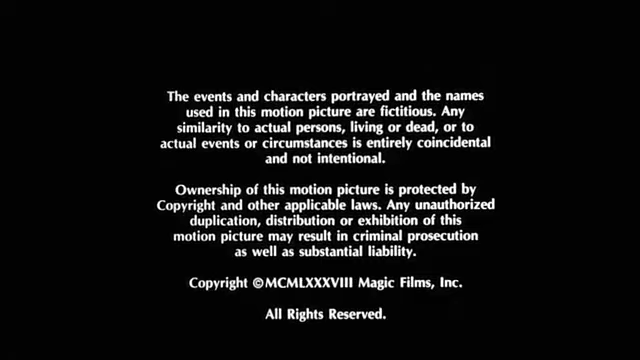 The events and characters portrayed and the names
used in this motion picture are fictitious. Any
similarity to actual persons, living or dead, or to
actual events or circumstances is entirely coincidental
and not intentional.
Ownership of this motion picture is protected by
Copyright and other applicable laws. Any unauthorized
duplication, distribution or exhibition of this
motion picture may result in criminal prosecution
as well as substantial liability.
Copyright ©MCMLXXXVIII Magic Films, Inc.
All Rights Reserved.